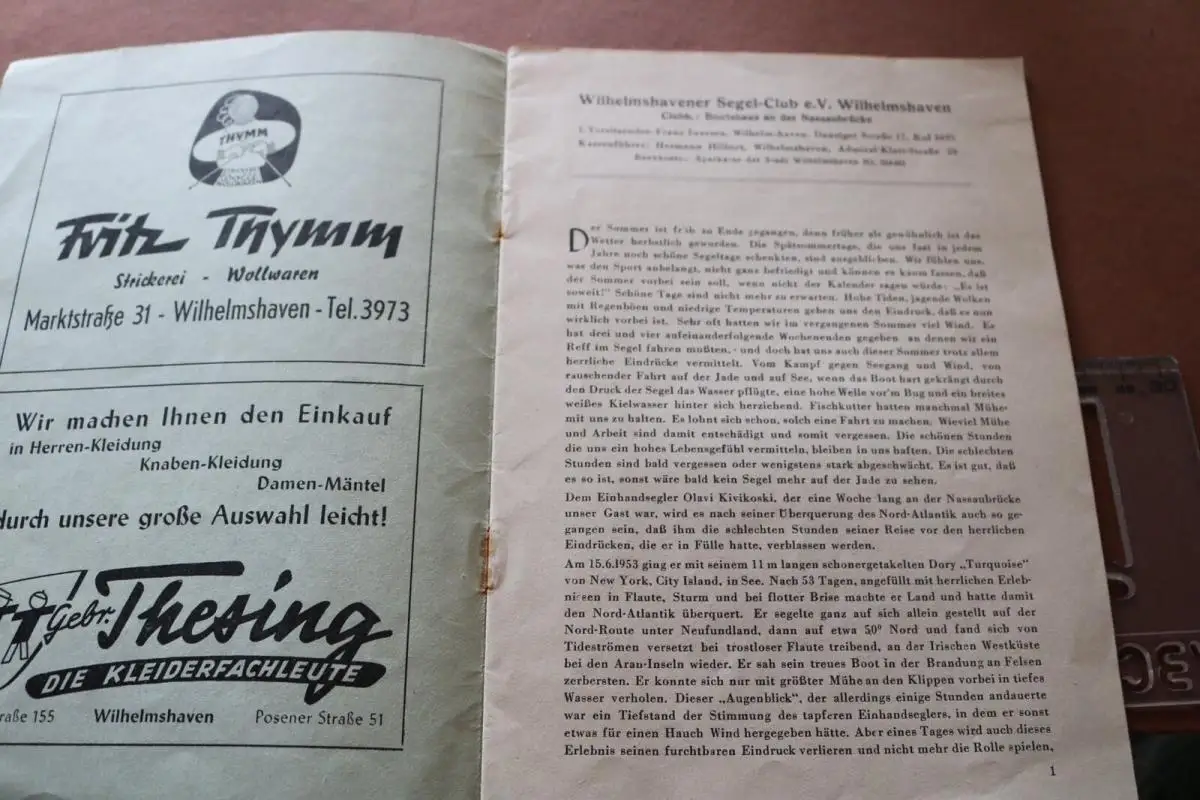 THYMM
Fritz Thymm
Strickerei - Wollwaren
Marktstraße 31 - Wilhelmshaven - Tel. 3973
Wir machen Ihnen den Einkauf
in Herren-Kleidung
Knaben-Kleidung
Damen-Mäntel
durch unsere große Auswahl leicht!
Gebr. Thesing
DIE KLEIDERFACHLEUTE
raße 155 Wilhelmshaven Posener Straße 51
Wilhelmshavener Segel-Club e.V. Wilhelmshaven
Bootshaus an der Nassaubrücke
Wilhelmshaven, Danziger Straße
Kassenführer: Hermann Wilhelmshaven,
Sparkasse der Stadt Wilhelmshaven Nr.
Der Sommer ist früh zu Ende gegangen, denn früher als gewöhnlich ist das
Wetter herbstlich geworden. Die Spätsommertage, die uns fast in jedem
Jahre noch schöne Segeltage schenkten, sind ausgeblieben. Wir fühlen uns,
was den Sport anbelangt, nicht ganz befriedigt und können es kaum fassen, daß
der Sommer vorbei sein soll, wenn nicht der Kalender sagen würde: „Es ist
soweit!" Schöne Tage sind nicht mehr zu erwarten. Hohe Tiden, jagende Wolken
mit Regenböen und niedrige Temperaturen geben uns den Eindruck, daß es nun
wirklich vorbei ist. Sehr oft hatten wir im vergangenen Sommer viel Wind. Es
hat drei und vier aufeinanderfolgende Wochenenden gegeben an denen wir ein
Reff im Segel fahren mußten, - und doch hat uns auch dieser Sommer trotz allem
herrliche Eindrücke vermittelt. Vom Kampf gegen Seegang und Wind, von
rauschender Fahrt auf der Jade und auf See, wenn das Boot hart gekrängt durch
den Druck der Segel das Wasser pflügte, eine hohe Welle vor'm Bug und ein breites
weißes Kielwasser hinter sich herziehend. Fischkutter hatten manchmal Mühe
mit uns zu halten. Es lohnt sich schon, solch eine Fahrt zu machen. Wieviel Mühe
und Arbeit sind damit entschädigt und somit vergessen. Die schönen Stunden
die uns ein hohes Lebensgefühl vermitteln, bleiben in uns haften. Die schlechten
Stunden sind bald vergessen oder wenigstens stark abgeschwächt. Es ist gut, daß
es so ist, sonst wäre bald kein Segel mehr auf der Jade zu sehen.
Dem Einhandsegler Olavi Kivikoski, der eine Woche lang an der Nassaubrücke
unser Gast war, wird es nach seiner Überquerung des Nord-Atlantik auch so ge-
gangen sein, daß ihm die schlechten Stunden seiner Reise vor den herrlichen
Eindrücken, die er in Fülle hatte, verblassen werden.
Am 15.6.1953 ging er mit seinem 11 m langen schonergetakelten Dory „Turquoise"
von New York, City Island, in See. Nach 53 Tagen, angefüllt mit herrlichen Erleb-
nissen in Flaute, Sturm und bei flotter Brise machte er Land und hatte damit
den Nord-Atlantik überquert. Er segelte ganz auf sich allein gestellt auf der
Nord-Route unter Neufundland, dann auf etwa 50° Nord und fand sich von
Tideströmen versetzt bei trostloser Flaute treibend, an der Irischen Westküste
bei den Arau-Inseln wieder. Er sah sein treues Boot in der Brandung an Felsen
zerbersten. Er konnte sich nur mit größter Mühe an den Klippen vorbei in tiefes
Wasser verholen. Dieser „Augenblick", der allerdings einige Stunden andauerte
war ein Tiefstand der Stimmung des tapferen Einhandseglers, in dem er sonst
etwas für einen Hauch Wind hergegeben hätte. Aber eines Tages wird auch dieses
Erlebnis seinen furchtbaren Eindruck verlieren und nicht mehr die Rolle spielen,
1